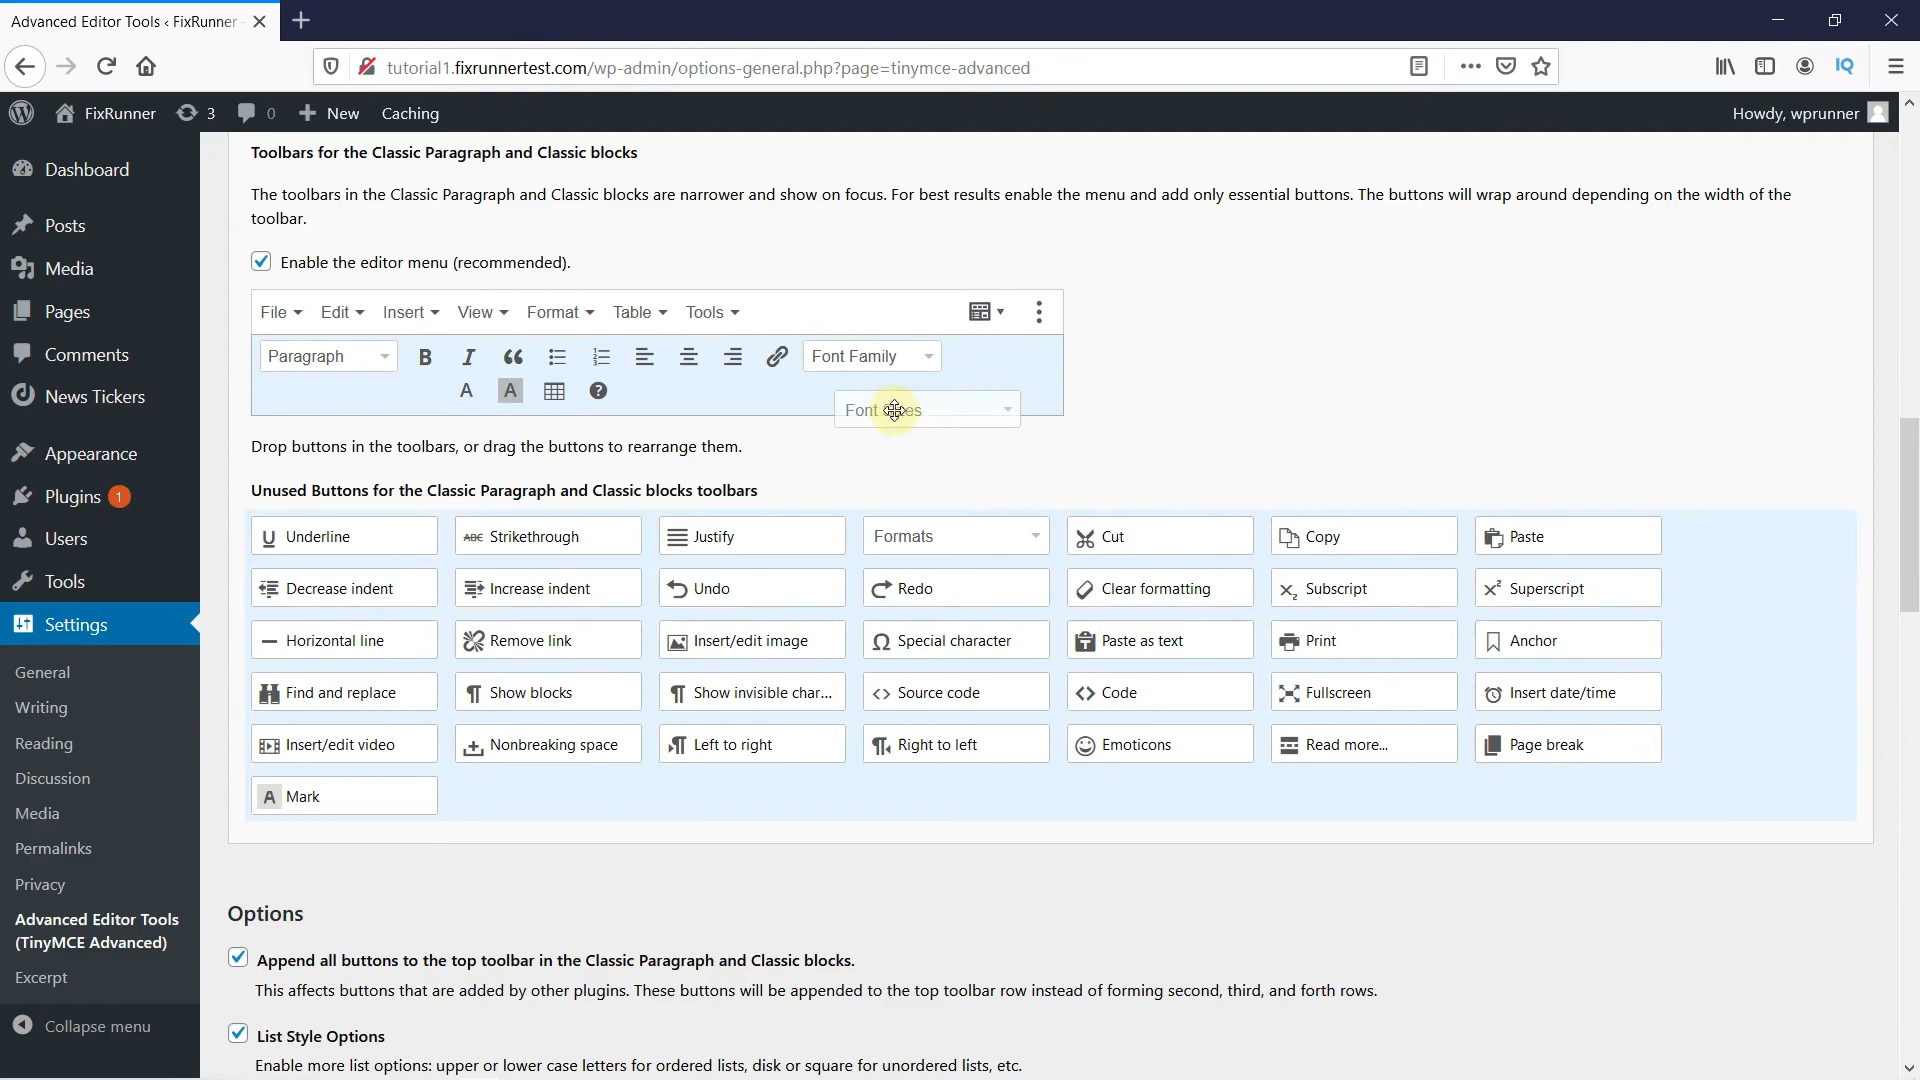 Advanced Editor Tools ‹ FixRunner
tutorial1.fixrunnertest.com/wp-admin/options-general.php?page=tinymce-advanced
IQ
FixRunner
3
0
New
Caching
Howdy, wprunner
Dashboard
Posts
Media
Pages
Comments
News Tickers
Appearance
Plugins 1
Users
Tools
Settings
General
Writing
Reading
Discussion
Media
Permalinks
Privacy
Advanced Editor Tools
(TinyMCE Advanced)
Excerpt
Collapse menu
Toolbars for the Classic Paragraph and Classic blocks
The toolbars in the Classic Paragraph and Classic blocks are narrower and show on focus. For best results enable the menu and add only essential buttons. The buttons will wrap around depending on the width of the
toolbar.
Enable the editor menu (recommended).
File Edit Insert View Format Table Tools
Paragraph B I Font Family
A A ?
Font Sizes
Drop buttons in the toolbars, or drag the buttons to rearrange them.
Unused Buttons for the Classic Paragraph and Classic blocks toolbars
U Underline ABC Strikethrough Justify Formats Cut Copy Paste
Decrease indent Increase indent Undo Redo Clear formatting Subscript Superscript
Horizontal line Remove link Insert/edit image Ω Special character Paste as text Print Anchor
Find and replace ¶ Show blocks ¶ Show invisible char... <> Source code <> Code Fullscreen Insert date/time
Insert/edit video Nonbreaking space Left to right Right to left Emoticons Read more... Page break
A Mark
Options
Append all buttons to the top toolbar in the Classic Paragraph and Classic blocks.
This affects buttons that are added by other plugins. These buttons will be appended to the top toolbar row instead of forming second, third, and forth rows.
List Style Options
Enable more list options: upper or lower case letters for ordered lists, disk or square for unordered lists, etc.